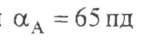 α_A = 65 пд